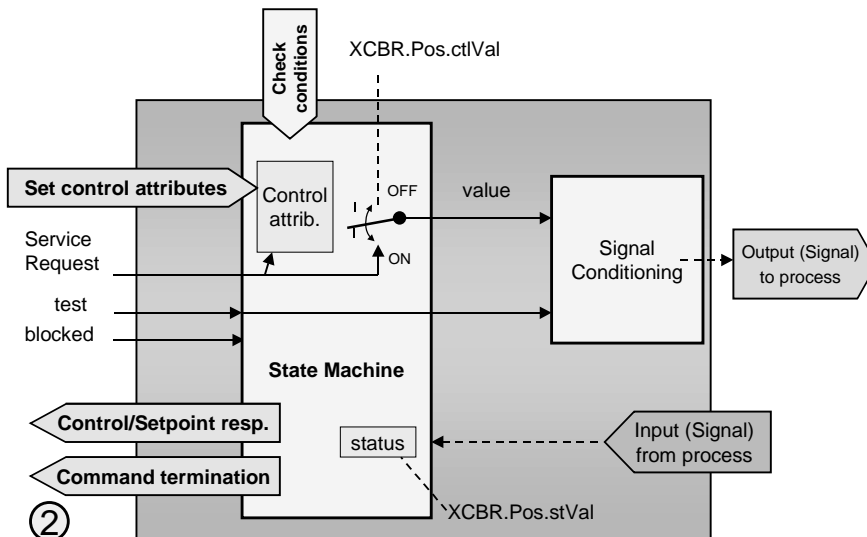 XCBR.Pos.ctlVal
Check
conditions
Set control attributes
Control
attrib.
OFF
value
ON
Service
Request
Signal
Conditioning
Output (Signal)
to process
test
blocked
State Machine
Control/Setpoint resp.
status
Input (Signal)
from process
Command termination
XCBR.Pos.stVal
2